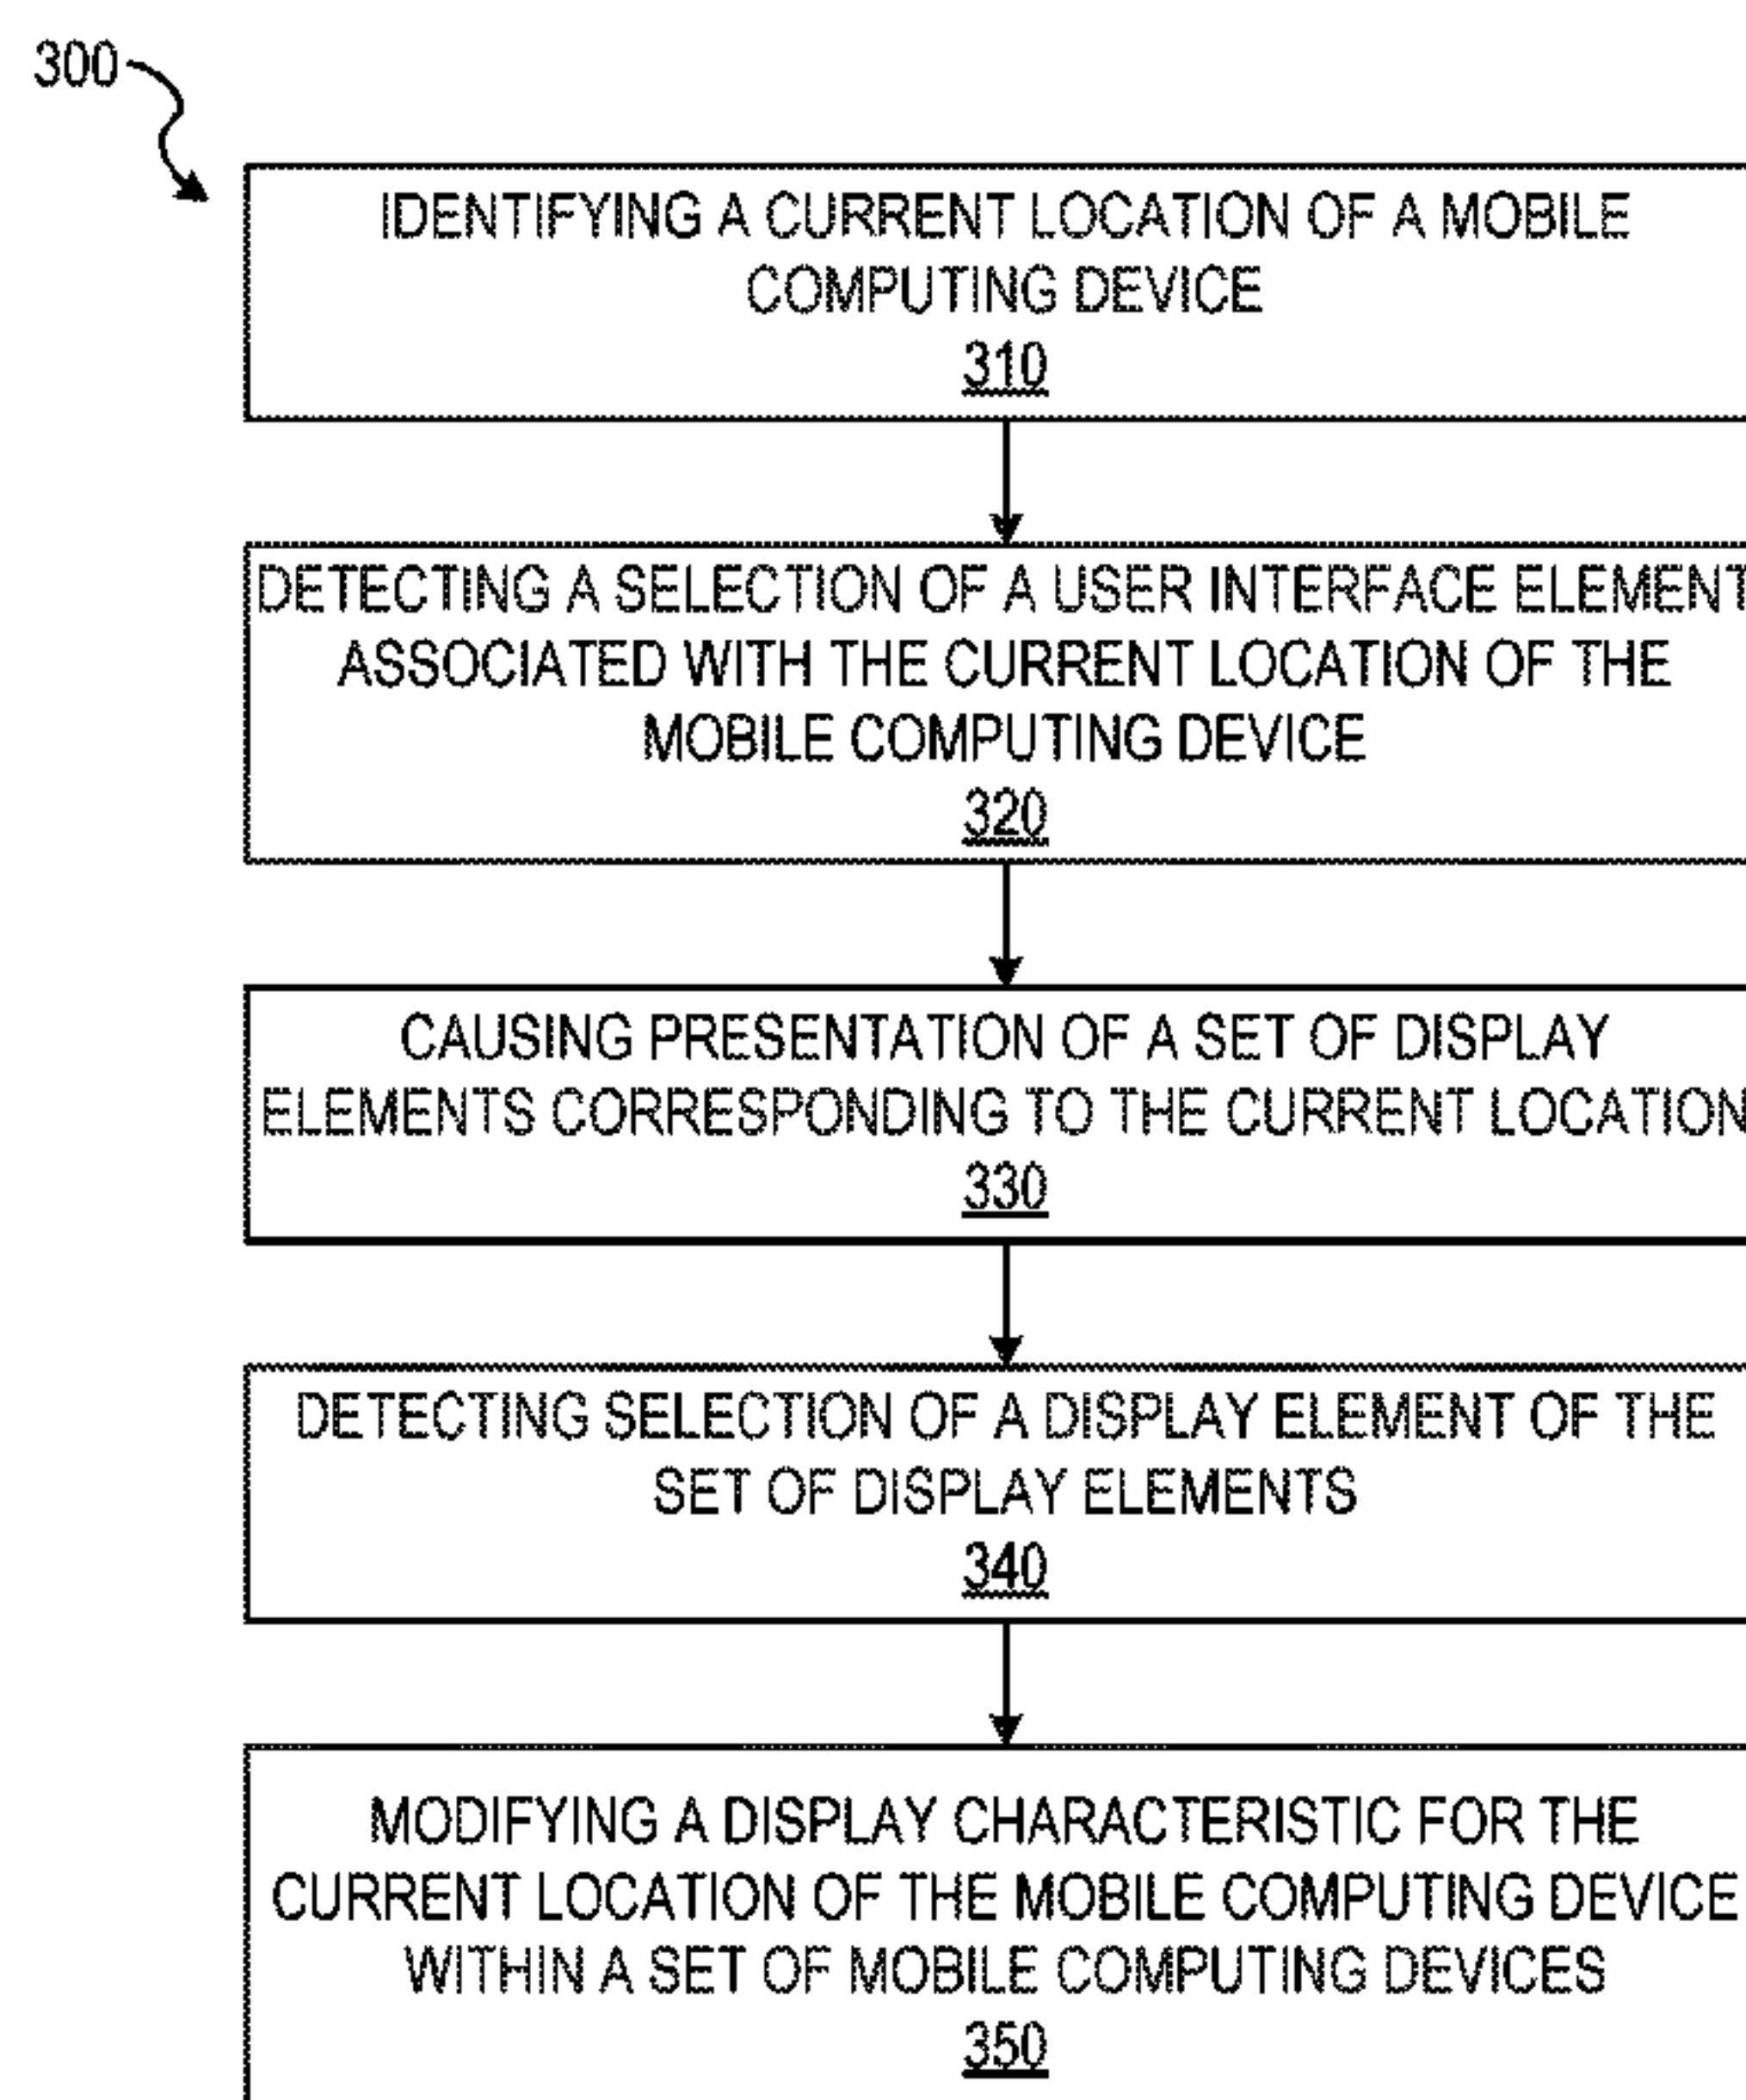 300
IDENTIFYING A CURRENT LOCATION OF A MOBILE
COMPUTING DEVICE
310
DETECTING A SELECTION OF A USER INTERFACE ELEMENT
ASSOCIATED WITH THE CURRENT LOCATION OF THE
MOBILE COMPUTING DEVICE
320
CAUSING PRESENTATION OF A SET OF DISPLAY
ELEMENTS CORRESPONDING TO THE CURRENT LOCATION
330
DETECTING SELECTION OF A DISPLAY ELEMENT OF THE
SET OF DISPLAY ELEMENTS
340
MODIFYING A DISPLAY CHARACTERISTIC FOR THE
CURRENT LOCATION OF THE MOBILE COMPUTING DEVICE
WITHIN A SET OF MOBILE COMPUTING DEVICES
350